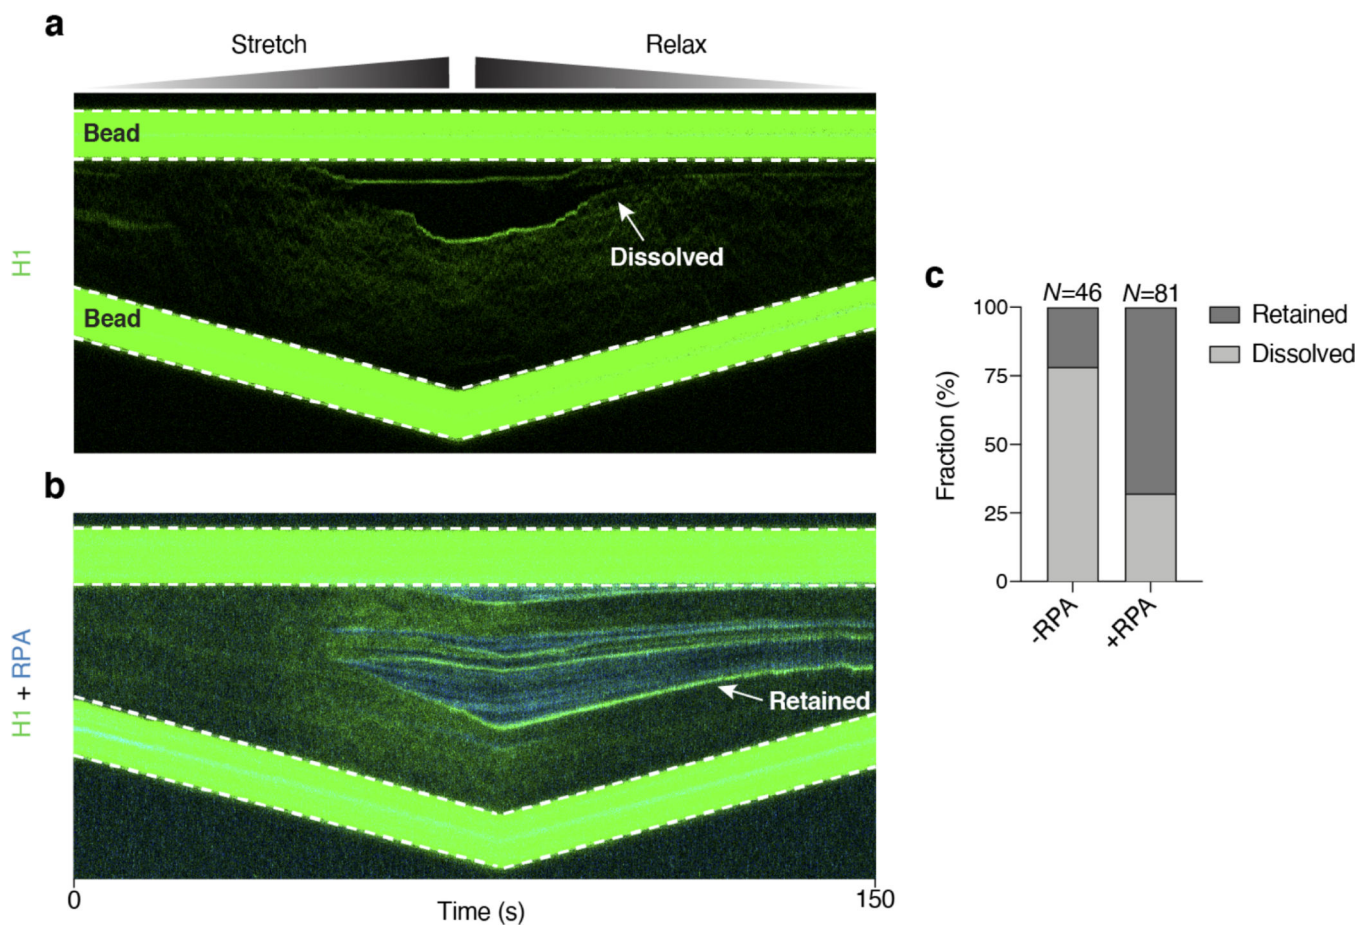 a
Stretch
Relax
Bead
Dissolved
Bead
H1
b
Retained
H1 + RPA
0
150
Time (s)
c
N=46
N=81
Retained
Dissolved
100
75
50
25
0
Fraction (%)
-RPA
+RPA